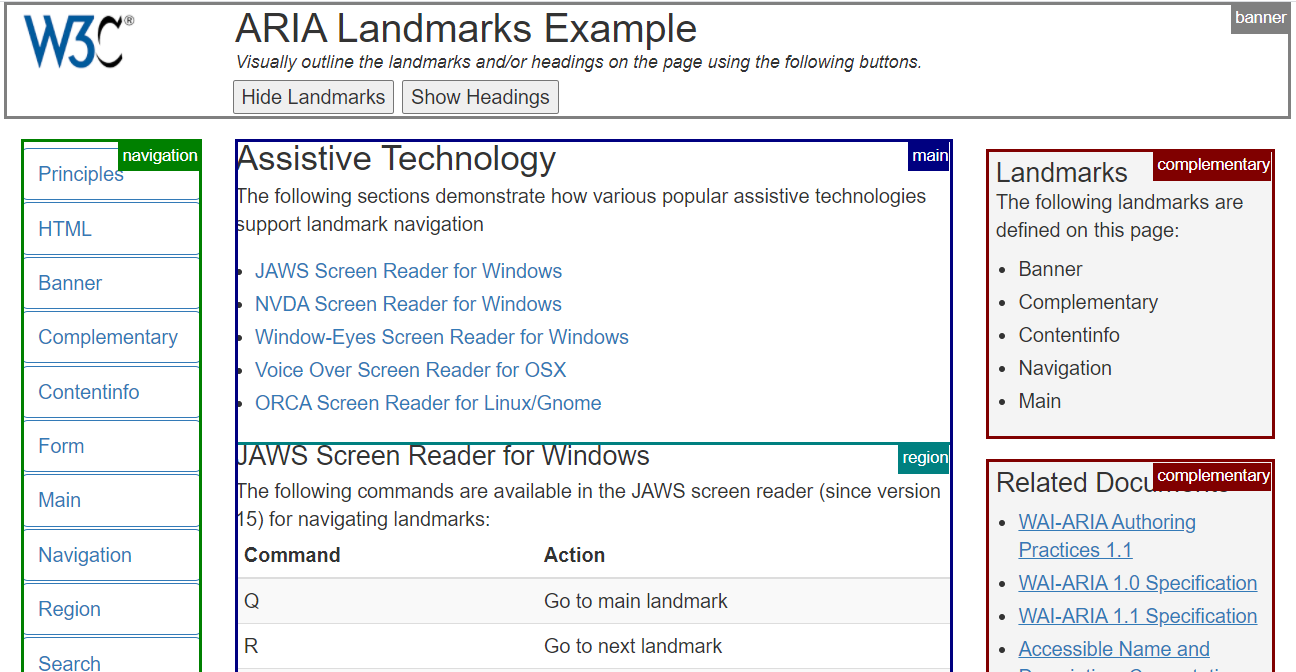 W3C®
ARIA Landmarks Example
banner
Visually outline the landmarks and/or headings on the page using the following buttons.
Hide Landmarks
Show Headings
navigation
Principles
HTML
Banner
Complementary
Contentinfo
Form
Main
Navigation
Region
Search
main
Assistive Technology
The following sections demonstrate how various popular assistive technologies
support landmark navigation
JAWS Screen Reader for Windows
NVDA Screen Reader for Windows
Window-Eyes Screen Reader for Windows
Voice Over Screen Reader for OSX
ORCA Screen Reader for Linux/Gnome
region
JAWS Screen Reader for Windows
The following commands are available in the JAWS screen reader (since version
15) for navigating landmarks:
Command Action
Q Go to main landmark
R Go to next landmark
complementary
Landmarks
The following landmarks are
defined on this page:
Banner
Complementary
Contentinfo
Navigation
Main
complementary
Related
WAI-ARIA Authoring
Practices 1.1
WAI-ARIA 1.0 Specification
WAI-ARIA 1.1 Specification
Accessible Name and